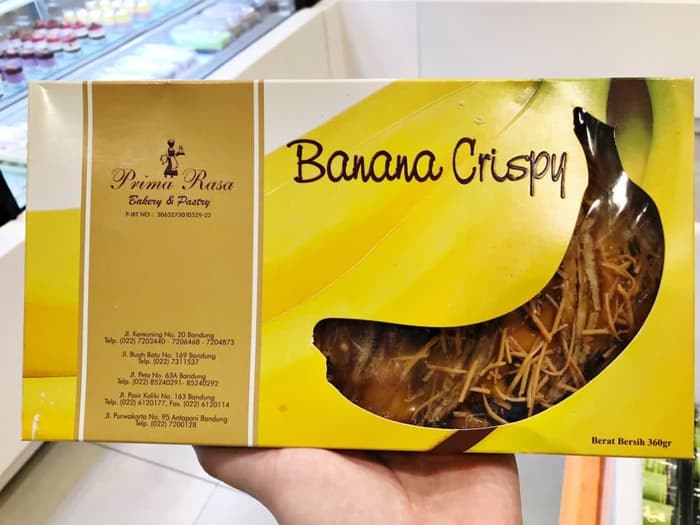 Prima Rasa
Bakery & Pastry
P-IRT NO : 3063273010529-22
Jl. Kemuning No. 20 Bandung
Telp. (022) 7203440 - 7206468 - 7204873
Jl. Buah Batu No. 169 Bandung
Telp. (022) 7311537
Jl. Peta No. 63A Bandung
Telp. (022) 85240291- 85240292
Jl. Pasir Kaliki No. 163 Bandung
Telp. (022) 6120177, Fax. (022) 6120114
Jl. Purwakarta No. 95 Antapani Bandung
Telp. (022) 7200128
Banana Crispy
Berat Bersih 360gr